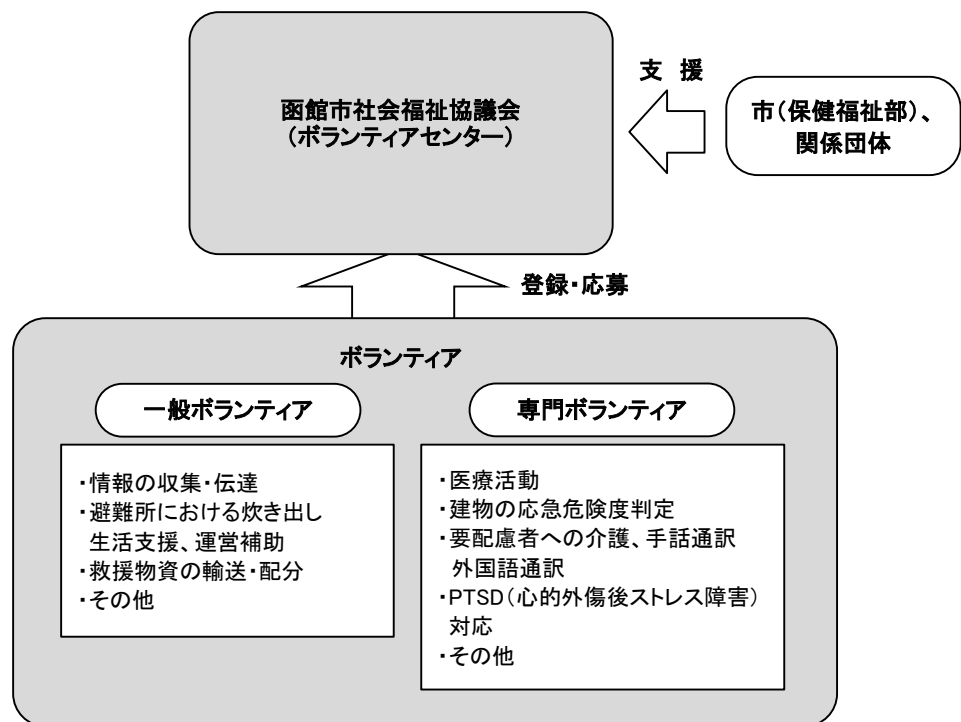 函館市社会福祉協議会
（ボランティアセンター）
支 援
市（保健福祉部）、
関係団体
登録・応募
ボランティア
一般ボランティア
・情報の収集・伝達
・避難所における炊き出し
生活支援、運営補助
・救援物資の輸送・配分
・その他
専門ボランティア
・医療活動
・建物の応急危険度判定
・要配慮者への介護、手話通訳
外国語通訳
・PTSD（心的外傷後ストレス障害）
対応
・その他